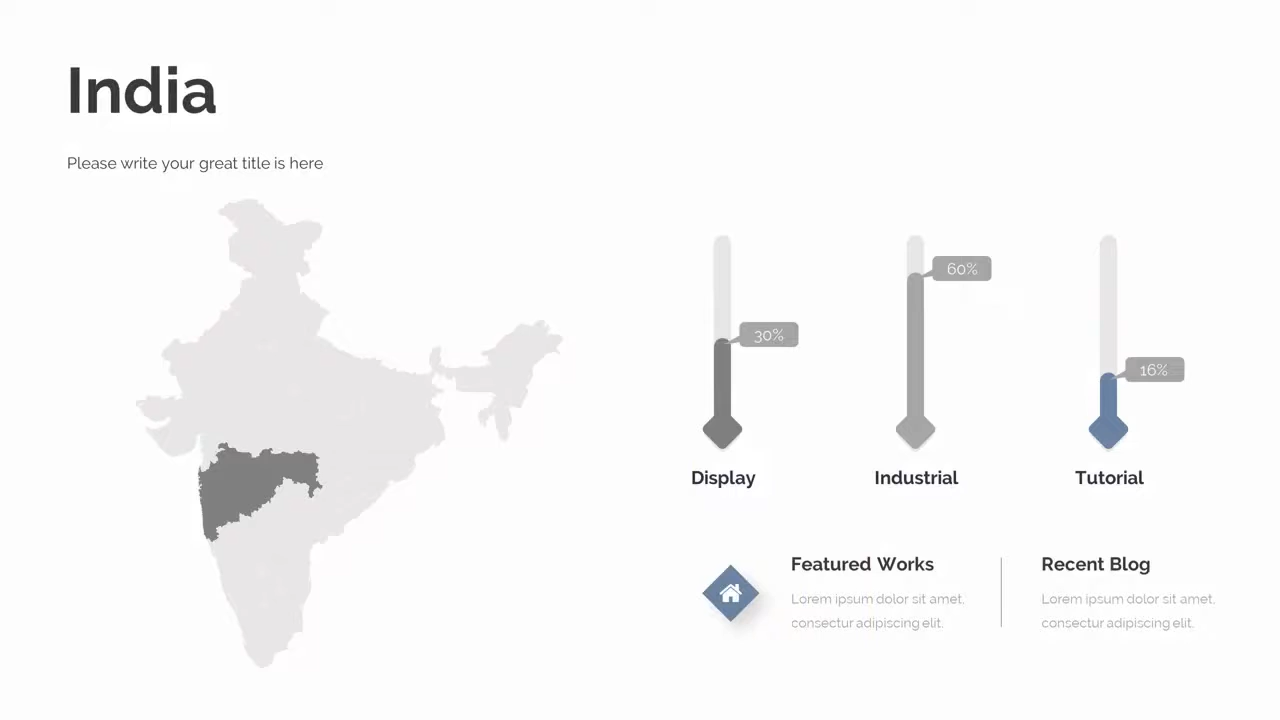 India
Please write your great title is here
30%
60%
16%
Display
Industrial
Tutorial
Featured Works
Lorem ipsum dolor sit amet,
consectur adipiscing elit.
Recent Blog
Lorem ipsum dolor sit amet,
consectur adipiscing elit.